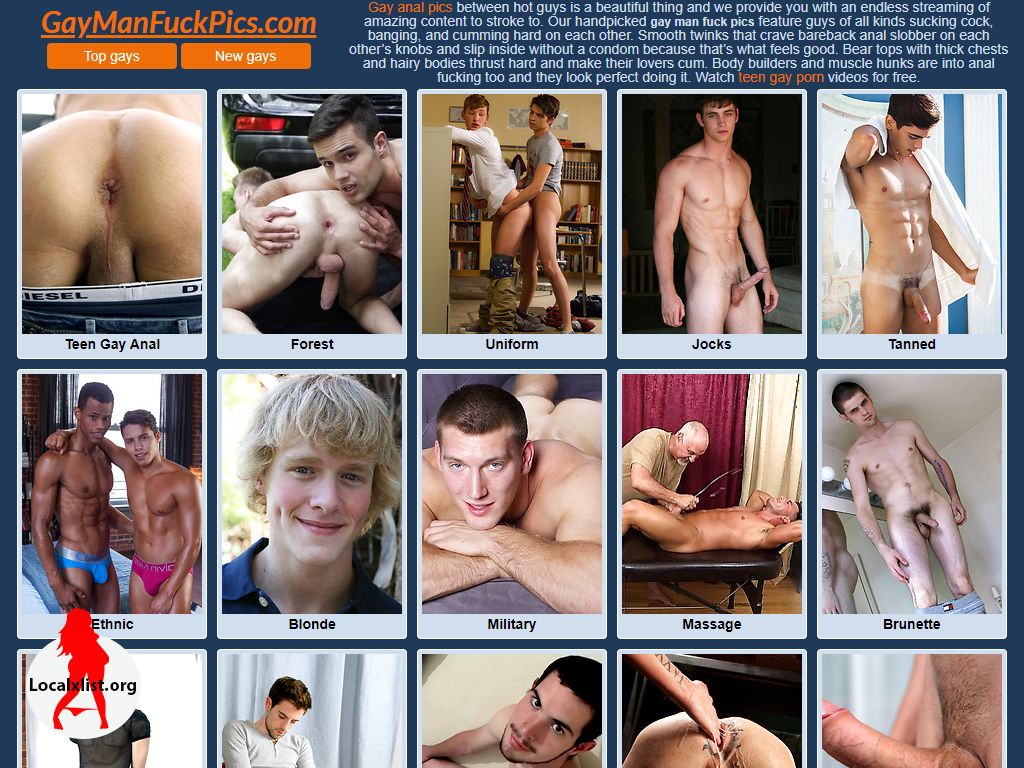 GayManFuckPics.com
Top gays
New gays
Gay anal pics between hot guys is a beautiful thing and we provide you with an endless streaming of
amazing content to stroke to. Our handpicked gay man fuck pics feature guys of all kinds sucking cock,
banging, and cumming hard on each other. Smooth twinks that crave bareback anal slobber on each
other's knobs and slip inside without a condom because that's what feels good. Bear tops with thick chests
and hairy bodies thrust hard and make their lovers cum. Body builders and muscle hunks are into anal
fucking too and they look perfect doing it. Watch teen gay porn videos for free.
DIESEL
Teen Gay Anal
Forest
Uniform
Jocks
Tanned
Ethnic
Blonde
Military
Massage
Brunette
Localxlist.org